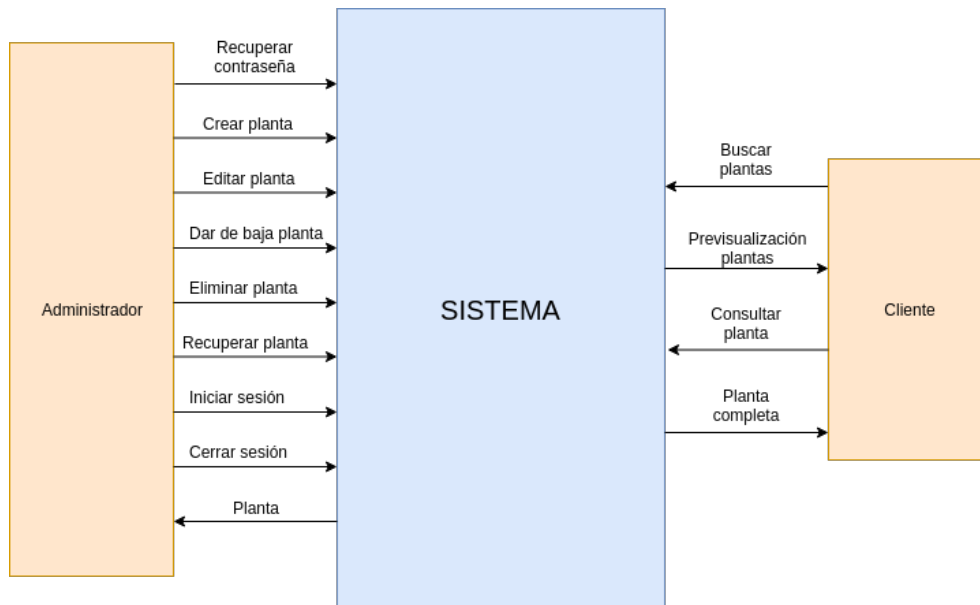 Recuperar
contraseña
Crear planta
Editar planta
Dar de baja planta
Eliminar planta
Recuperar planta
Iniciar sesión
Cerrar sesión
Planta
Administrador
SISTEMA
Buscar
plantas
Previsualización
plantas
Consultar
planta
Planta
completa
Cliente